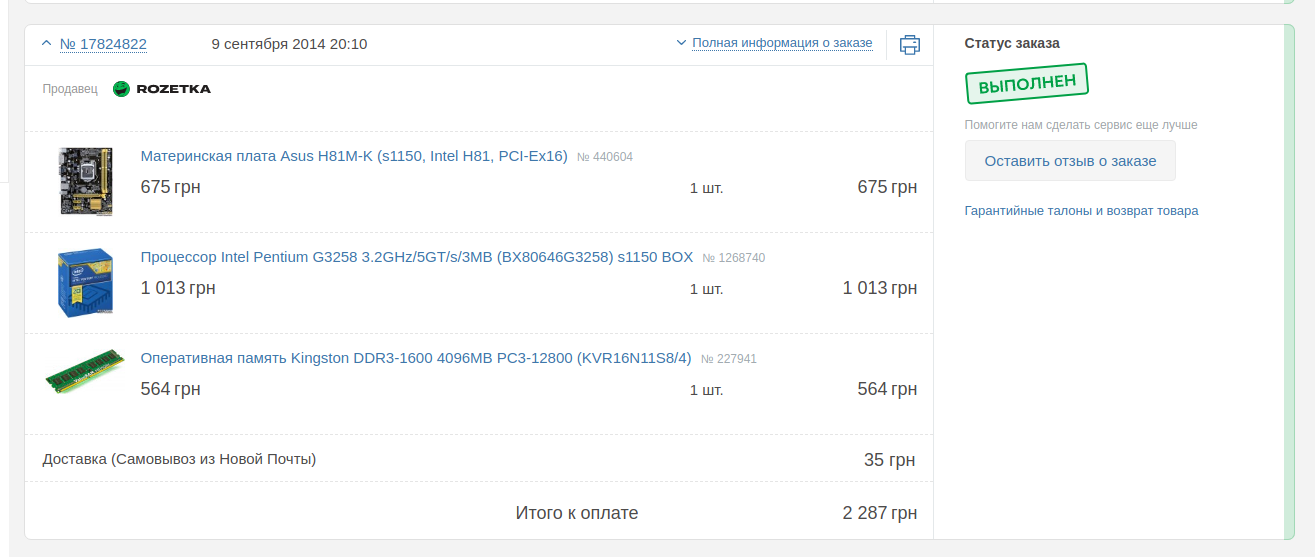 № 17824822 9 сентября 2014 20:10 Полная информация о заказе
Продавец ROZETKA
Материнская плата Asus H81M-K (s1150, Intel H81, PCI-Ex16) № 440604
675 грн 1 шт. 675 грн
Процессор Intel Pentium G3258 3.2GHz/5GT/s/3MB (BX80646G3258) s1150 BOX № 1268740
1 013 грн 1 шт. 1 013 грн
Оперативная память Kingston DDR3-1600 4096MB PC3-12800 (KVR16N11S8/4) № 227941
564 грн 1 шт. 564 грн
Доставка (Самовывоз из Новой Почты) 35 грн
Итого к оплате 2 287 грн
Статус заказа
ВЫПОЛНЕН
Помогите нам сделать сервис еще лучше
Оставить отзыв о заказе
Гарантийные талоны и возврат товара